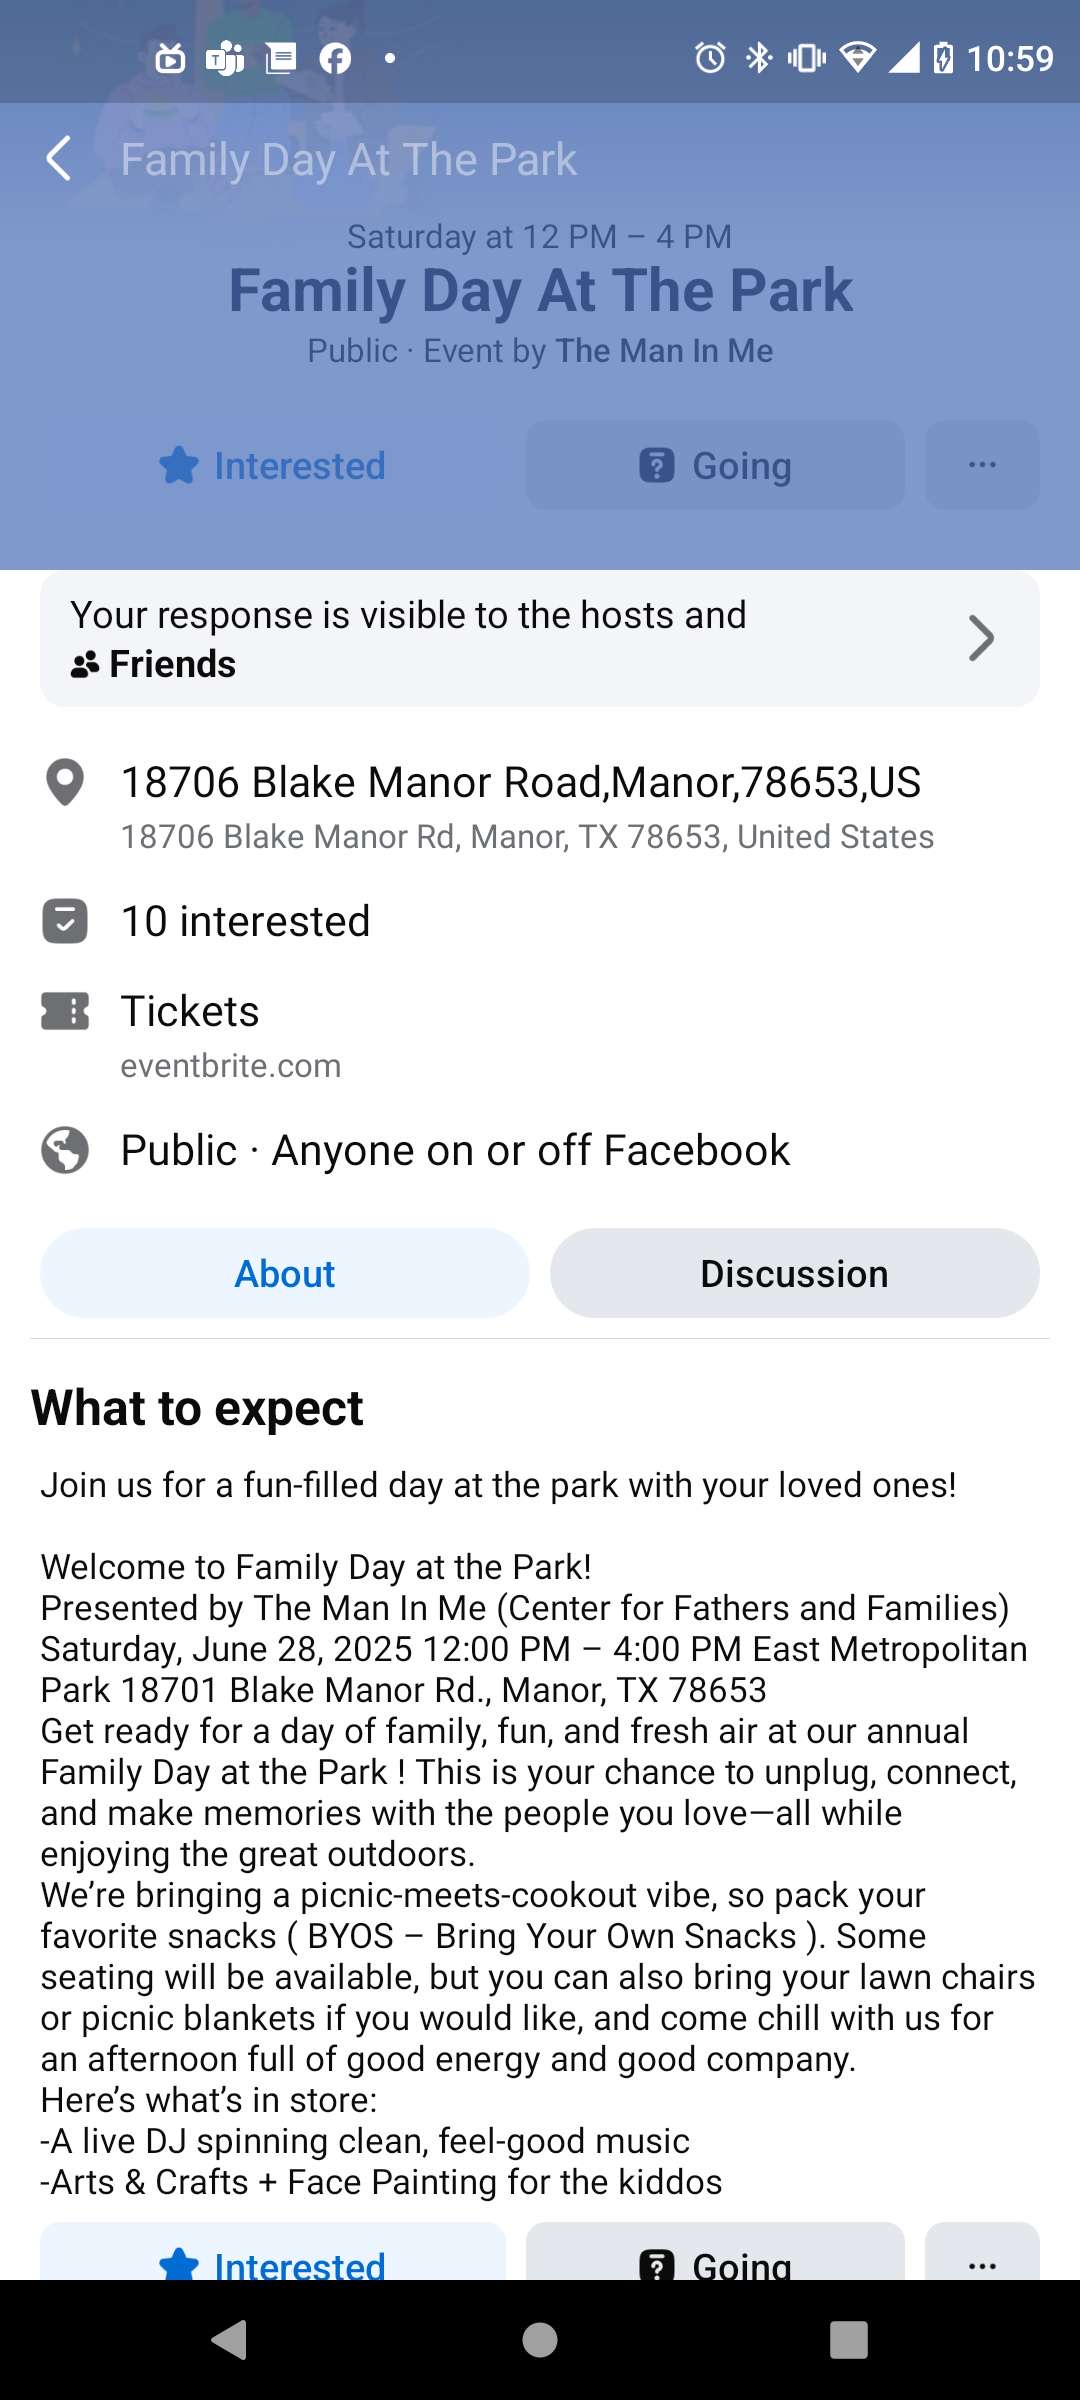 10:59
Family Day At The Park
Saturday at 12 PM – 4 PM
Family Day At The Park
Public · Event by The Man In Me
Interested
Going
Your response is visible to the hosts and
Friends
18706 Blake Manor Road,Manor,78653,US
18706 Blake Manor Rd, Manor, TX 78653, United States
10 interested
Tickets
eventbrite.com
Public · Anyone on or off Facebook
About
Discussion
What to expect
Join us for a fun-filled day at the park with your loved ones!
Welcome to Family Day at the Park!
Presented by The Man In Me (Center for Fathers and Families)
Saturday, June 28, 2025 12:00 PM – 4:00 PM East Metropolitan
Park 18701 Blake Manor Rd., Manor, TX 78653
Get ready for a day of family, fun, and fresh air at our annual
Family Day at the Park ! This is your chance to unplug, connect,
and make memories with the people you love—all while
enjoying the great outdoors.
We’re bringing a picnic-meets-cookout vibe, so pack your
favorite snacks ( BYOS – Bring Your Own Snacks ). Some
seating will be available, but you can also bring your lawn chairs
or picnic blankets if you would like, and come chill with us for
an afternoon full of good energy and good company.
Here’s what’s in store:
-A live DJ spinning clean, feel-good music
-Arts & Crafts + Face Painting for the kiddos
Interested
Going